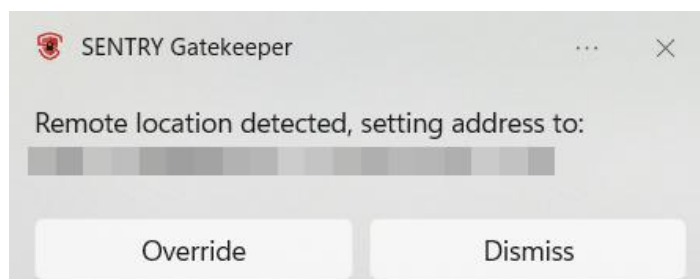 SENTRY Gatekeeper
Remote location detected, setting address to:
Override
Dismiss